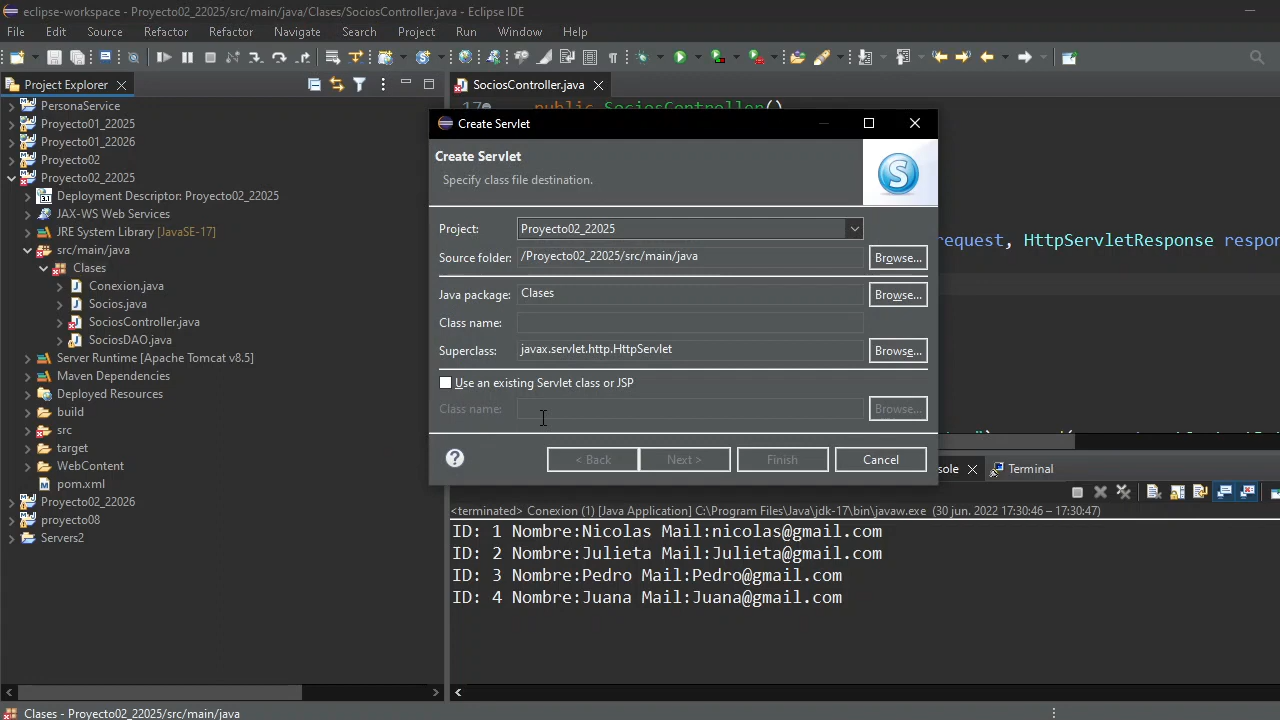 eclipse-workspace - Proyecto02_22025/src/main/java/Clases/SociosController.java - Eclipse IDE
File Edit Source Refactor Refactor Navigate Search Project Run Window Help
Project Explorer
SociosController.java
PersonaService
Proyecto01_22025
Proyecto01_22026
Proyecto02
Proyecto02_22025
Deployment Descriptor: Proyecto02_22025
JAX-WS Web Services
JRE System Library [JavaSE-17]
src/main/java
Clases
Conexion.java
Socios.java
SociosController.java
SociosDAO.java
Server Runtime [Apache Tomcat v8.5]
Maven Dependencies
Deployed Resources
build
src
target
WebContent
pom.xml
Proyecto02_22026
proyecto08
Servers2
17 public SociosController()
request, HttpServletResponse respon
Create Servlet
Create Servlet
Specify class file destination.
Project: Proyecto02_22025
Source folder: /Proyecto02_22025/src/main/java Browse...
Java package: Clases Browse...
Class name:
Superclass: javax.servlet.http.HttpServlet Browse...
Use an existing Servlet class or JSP
Class name: Browse...
< Back Next > Finish Cancel
sole Terminal
<terminated> Conexion (1) [Java Application] C:\Program Files\Java\jdk-17\bin\javaw.exe (30 jun. 2022 17:30:46 – 17:30:47)
ID: 1 Nombre:Nicolas Mail:nicolas@gmail.com
ID: 2 Nombre:Julieta Mail:Julieta@gmail.com
ID: 3 Nombre:Pedro Mail:Pedro@gmail.com
ID: 4 Nombre:Juana Mail:Juana@gmail.com
Clases - Proyecto02_22025/src/main/java